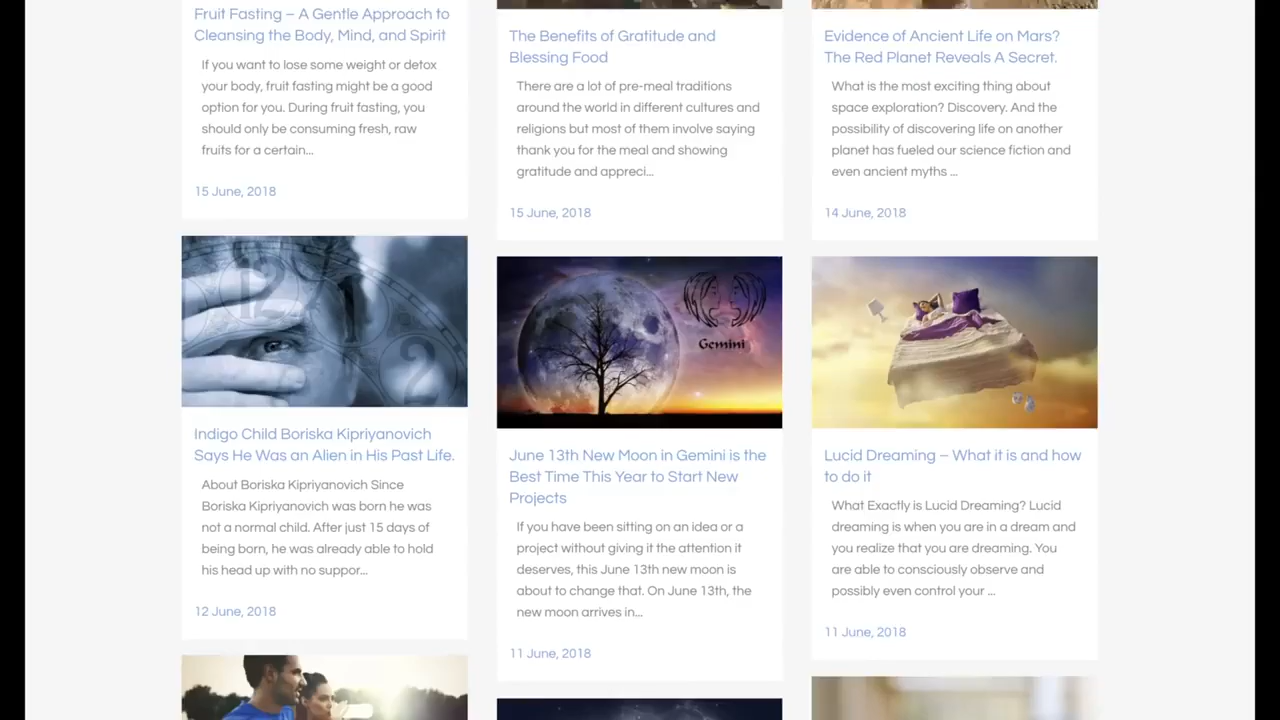 Fruit Fasting – A Gentle Approach to
Cleansing the Body, Mind, and Spirit
If you want to lose some weight or detox
your body, fruit fasting might be a good
option for you. During fruit fasting, you
should only be consuming fresh, raw
fruits for a certain...
15 June, 2018
The Benefits of Gratitude and
Blessing Food
There are a lot of pre-meal traditions
around the world in different cultures and
religions but most of them involve saying
thank you for the meal and showing
gratitude and appreci...
15 June, 2018
Evidence of Ancient Life on Mars?
The Red Planet Reveals A Secret.
What is the most exciting thing about
space exploration? Discovery. And the
possibility of discovering life on another
planet has fueled our science fiction and
even ancient myths ...
14 June, 2018
12
2
Indigo Child Boriska Kipriyanovich
Says He Was an Alien in His Past Life.
About Boriska Kipriyanovich Since
Boriska Kipriyanovich was born he was
not a normal child. After just 15 days of
being born, he was already able to hold
his head up with no suppor...
12 June, 2018
Gemini
June 13th New Moon in Gemini is the
Best Time This Year to Start New
Projects
If you have been sitting on an idea or a
project without giving it the attention it
deserves, this June 13th new moon is
about to change that. On June 13th, the
new moon arrives in...
11 June, 2018
Lucid Dreaming – What it is and how
to do it
What Exactly is Lucid Dreaming? Lucid
dreaming is when you are in a dream and
you realize that you are dreaming. You
are able to consciously observe and
possibly even control your ...
11 June, 2018